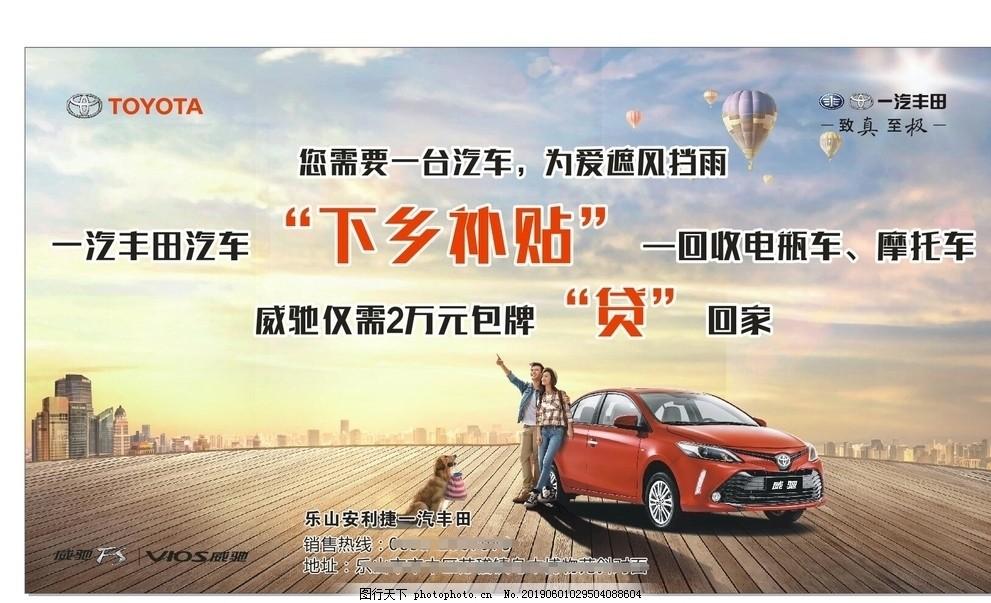 TOYOTA
一汽丰田
致真至极
您需要一台汽车，为爱遮风挡雨
一汽丰田汽车 “下乡补贴” —回收电瓶车、摩托车
威驰仅需2万元包牌 “贷” 回家
威驰
乐山安利捷一汽丰田
销售热线：
地址：乐山
威驰FS VIOS威驰
图行天下 photophoto.cn No.20190601029504088604